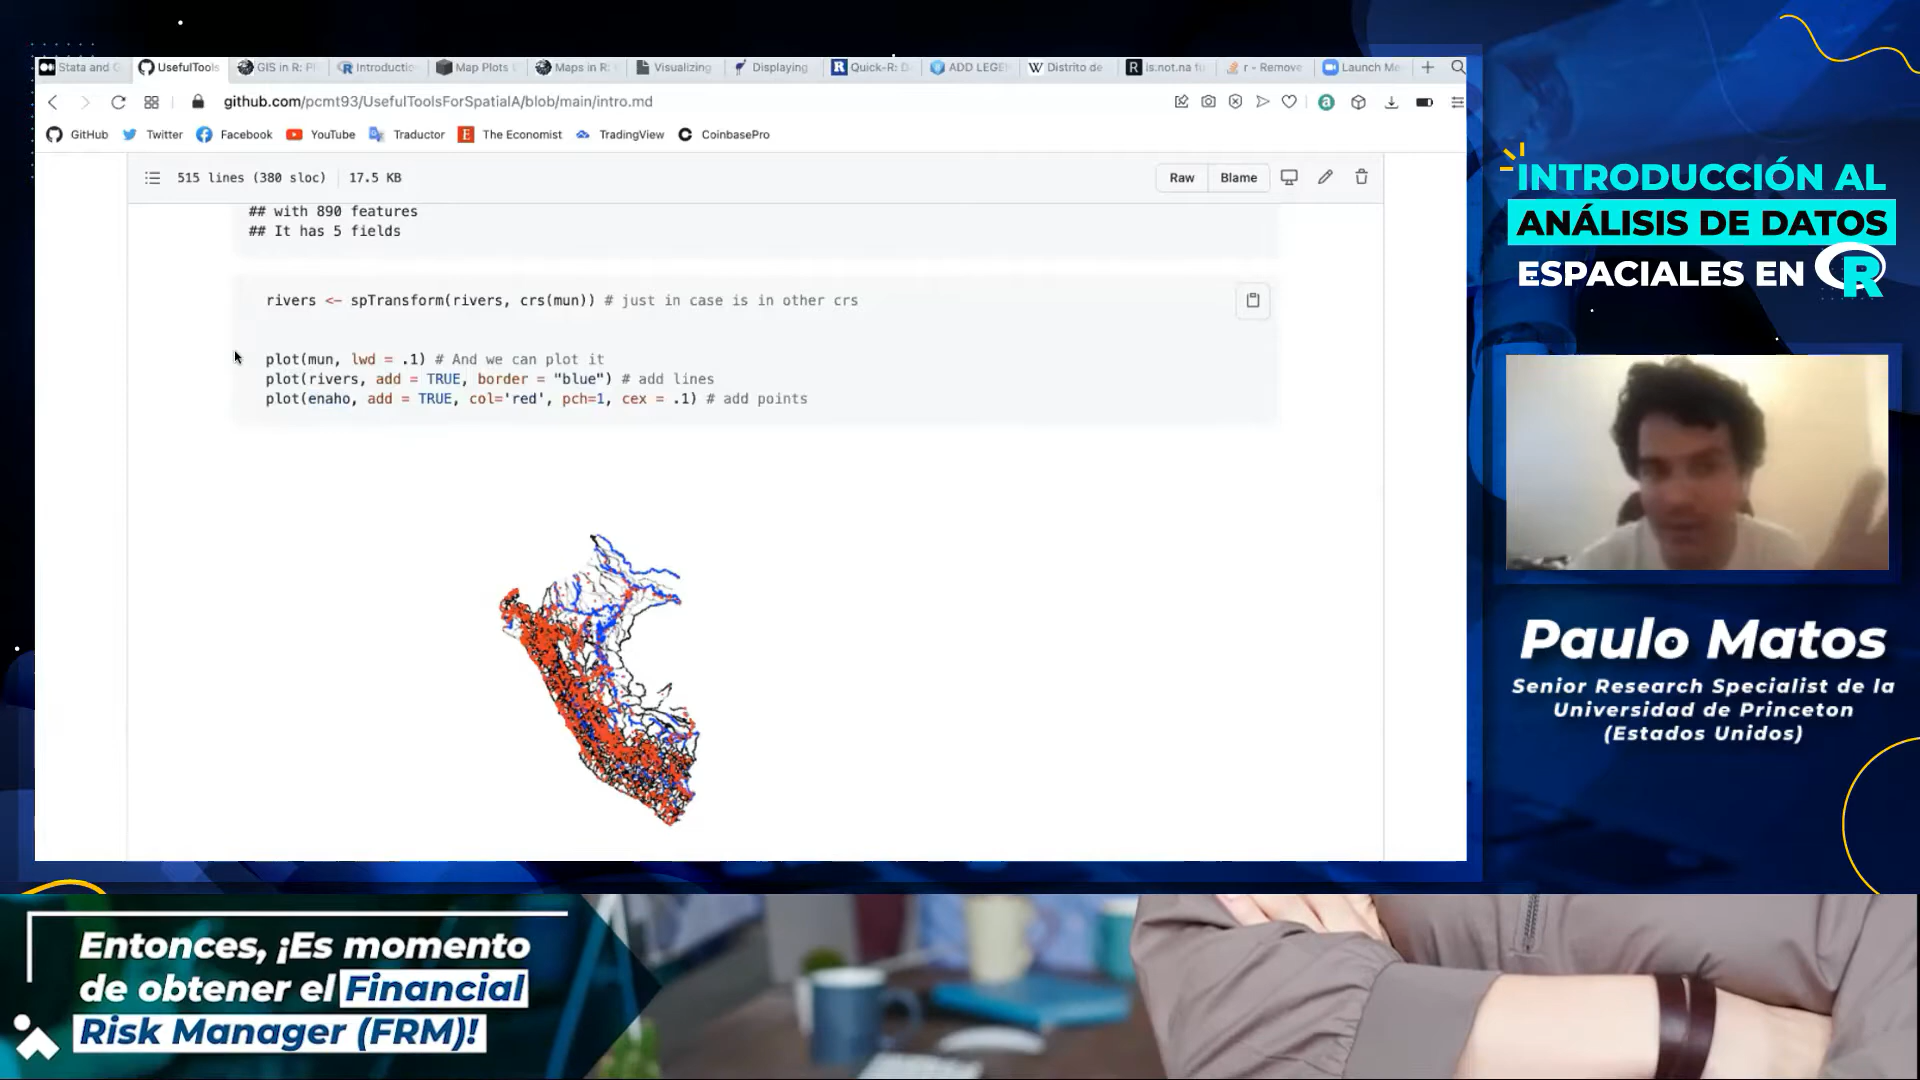 Stata and G
UsefulTools
GIS in R: Pl
Introductio
Map Plots
Maps in R:
Visualizing
Displaying
Quick-R: D
ADD LEGE
Distrito de
is.not.na fu
r - Remove
Launch Me
github.com/pcmt93/UsefulToolsForSpatialA/blob/main/intro.md
GitHub
Twitter
Facebook
YouTube
Traductor
The Economist
TradingView
CoinbasePro
515 lines (380 sloc)
17.5 KB
Raw
Blame
## with 890 features
## It has 5 fields
rivers <- spTransform(rivers, crs(mun)) # just in case is in other crs
plot(mun, lwd = .1) # And we can plot it
plot(rivers, add = TRUE, border = "blue") # add lines
plot(enaho, add = TRUE, col='red', pch=1, cex = .1) # add points
INTRODUCCIÓN AL
ANÁLISIS DE DATOS
ESPACIALES EN R
Paulo Matos
Senior Research Specialist de la
Universidad de Princeton
(Estados Unidos)
Entonces, ¡Es momento
de obtener el Financial
Risk Manager (FRM)!